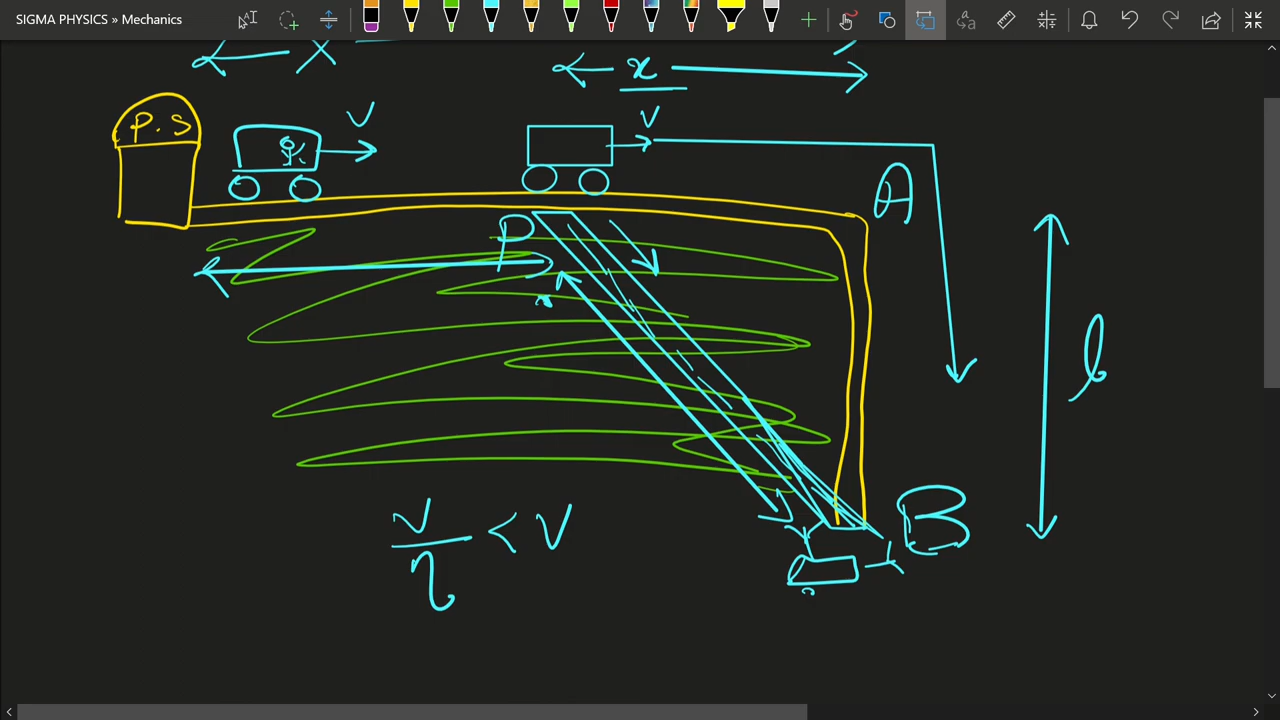 SIGMA PHYSICS » Mechanics
x
x
P.S
V
V
A
P
x
l
B
v/η < V